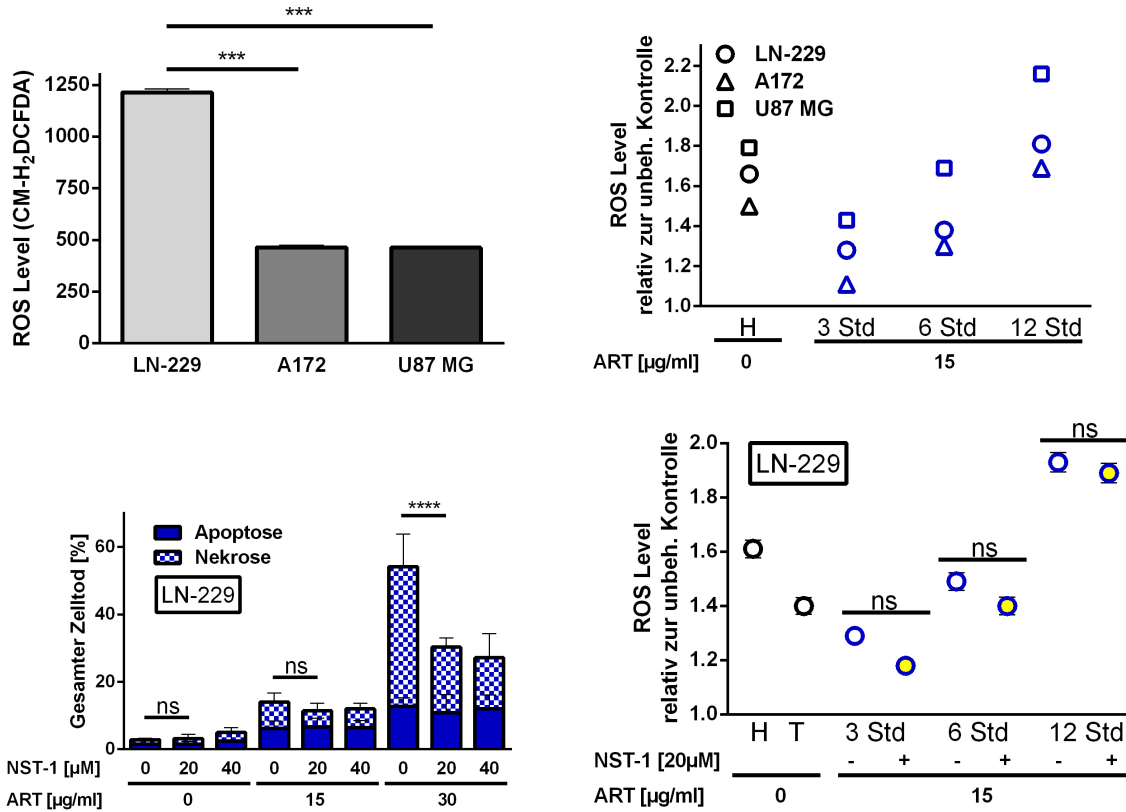 ***
***
ROS Level (CM-H₂DCFDA)
1250
1000
750
500
250
0
LN-229 A172 U87 MG
ROS Level
relativ zur unbeh. Kontrolle
2.2
2.0
1.8
1.6
1.4
1.2
1.0
LN-229
A172
U87 MG
H 3 Std 6 Std 12 Std
ART [µg/ml] 0 15
Gesamter Zelltod [%]
60
40
20
0
Apoptose
Nekrose
LN-229
ns
ns
****
NST-1 [µM] 0 20 40 0 20 40 0 20 40
ART [µg/ml] 0 15 30
ROS Level
relativ zur unbeh. Kontrolle
2.0
1.8
1.6
1.4
1.2
1.0
LN-229
ns
ns
ns
H T 3 Std 6 Std 12 Std
NST-1 [20µM] - + - + - +
ART [µg/ml] 0 15